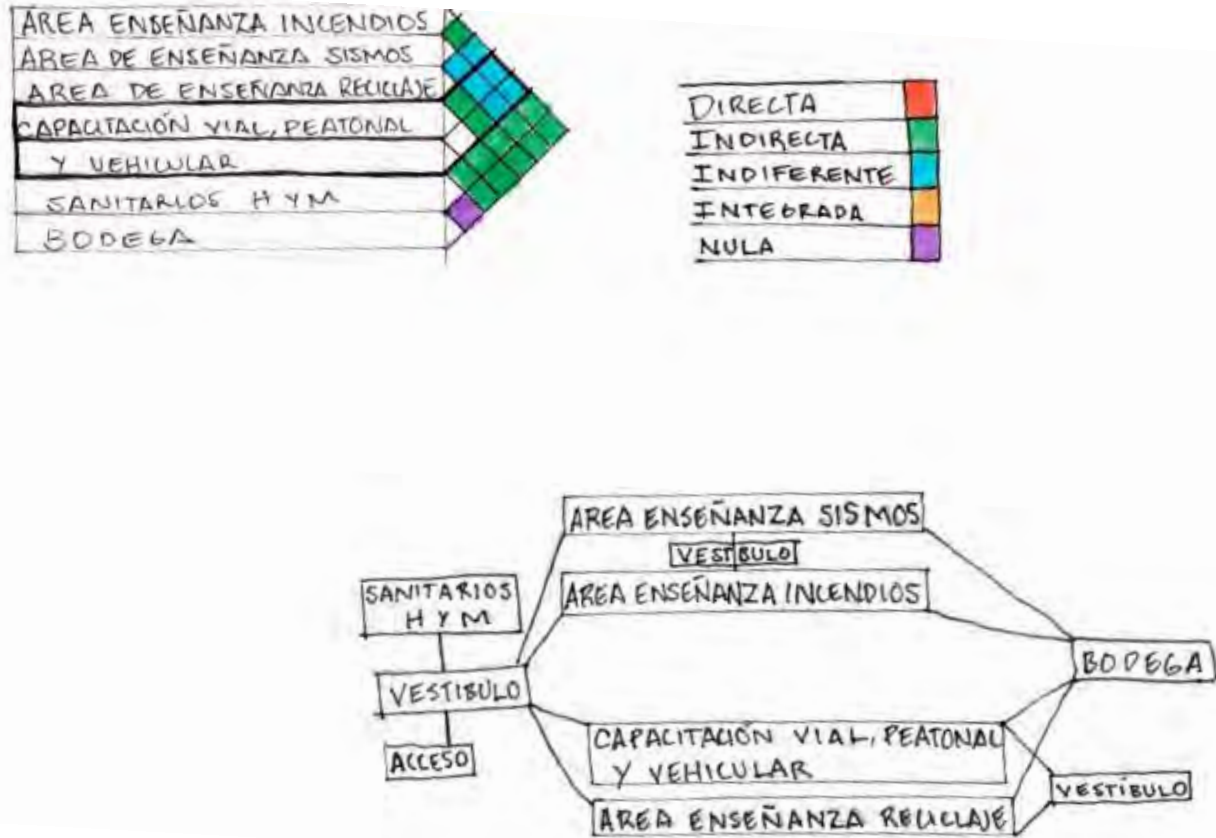 ÁREA ENSEÑANZA INCENDIOS
AREA DE ENSEÑANZA SISMOS
AREA DE ENSEÑANZA RECICLAJE
CAPACITACIÓN VIAL, PEATONAL
Y VEHICULAR
SANITARIOS H Y M
BODEGA
DIRECTA
INDIRECTA
INDIFERENTE
INTEGRADA
NULA
AREA ENSEÑANZA SISMOS
VESTIBULO
AREA ENSEÑANZA INCENDIOS
SANITARIOS
H Y M
BODEGA
VESTIBULO
CAPACITACIÓN VIAL, PEATONAL
Y VEHICULAR
ACCESO
VESTÍBULO
AREA ENSEÑANZA RECICLAJE